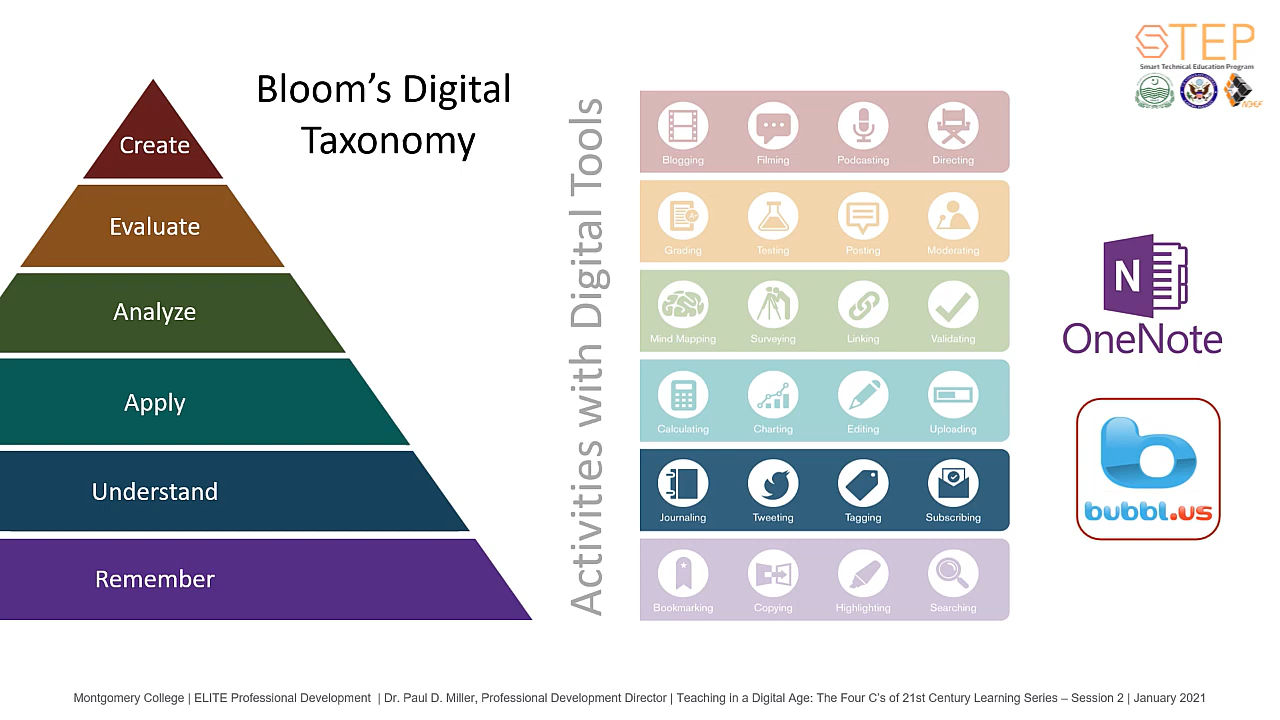 STEP
Smart Technical Education Program
Bloom’s Digital
Taxonomy
Create
Evaluate
Analyze
Apply
Understand
Remember
Activities with Digital Tools
Blogging Filming Podcasting Directing
Grading Testing Posting Moderating
Mind Mapping Surveying Linking Validating
Calculating Charting Editing Uploading
Journaling Tweeting Tagging Subscribing
Bookmarking Copying Highlighting Searching
N
OneNote
b
bubbl.us
Montgomery College | ELITE Professional Development | Dr. Paul D. Miller, Professional Development Director | Teaching in a Digital Age: The Four C’s of 21st Century Learning Series – Session 2 | January 2021